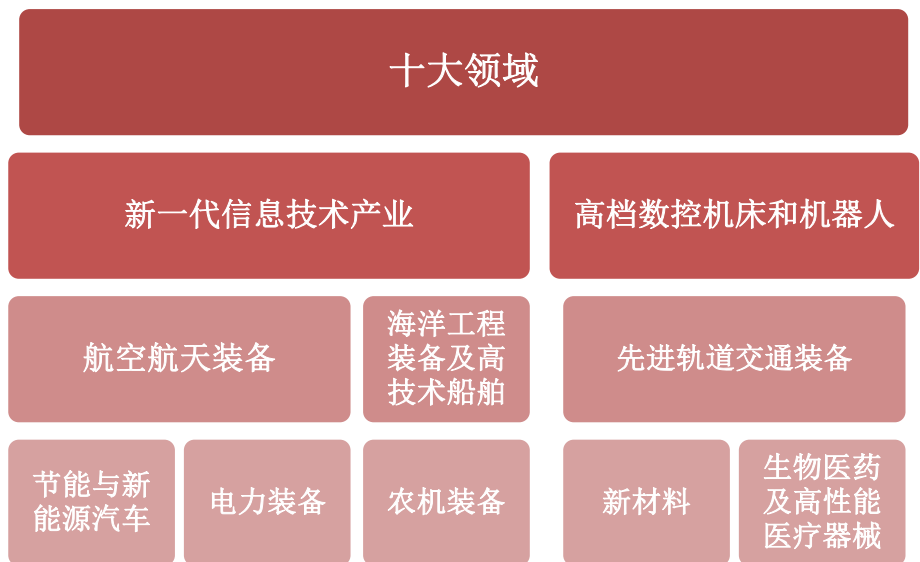 十大领域
新一代信息技术产业
高档数控机床和机器人
航空航天装备
海洋工程
装备及高
技术船舶
先进轨道交通装备
节能与新
能源汽车
电力装备
农机装备
新材料
生物医药
及高性能
医疗器械